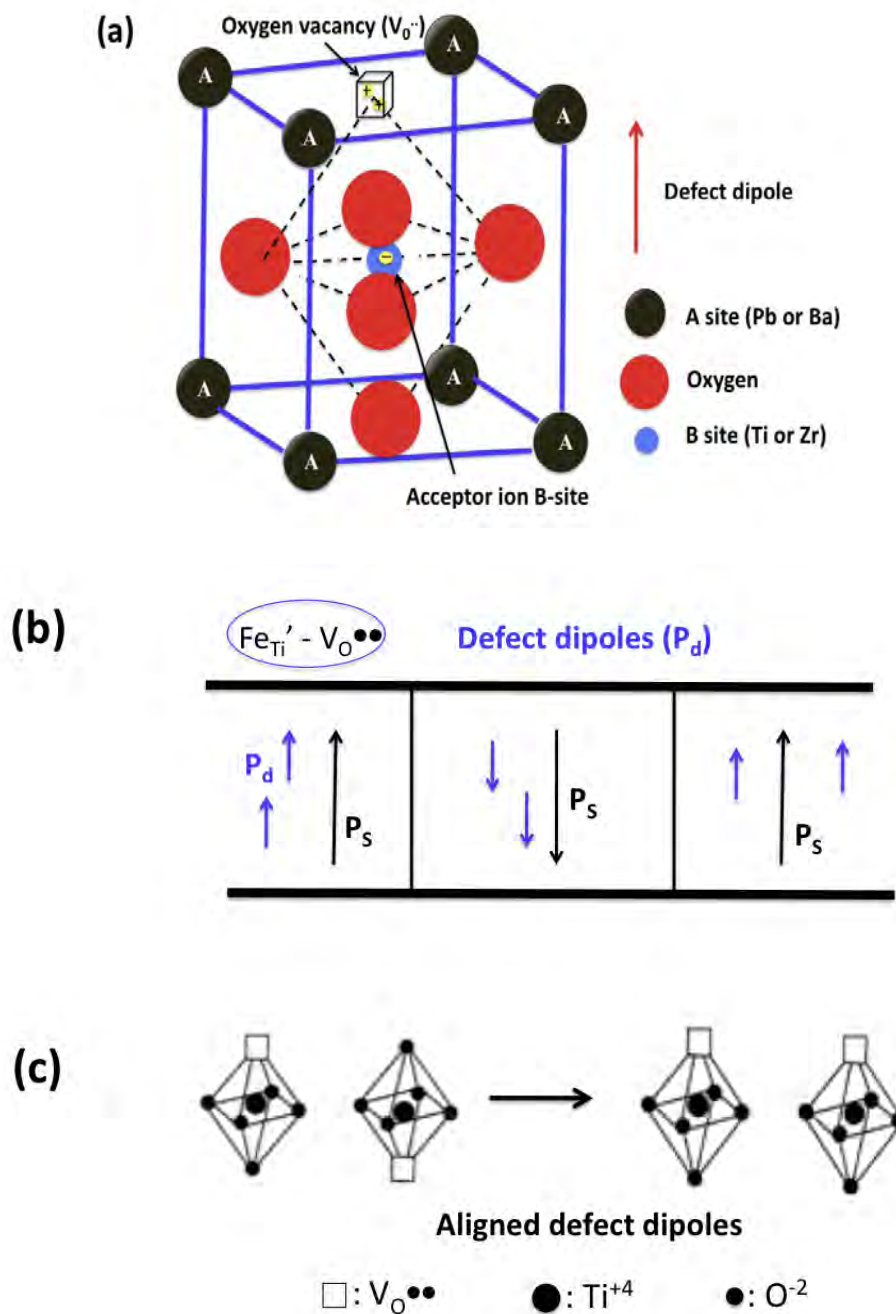 (a)
Oxygen vacancy (V₀¨)
A
A
+
+
A
A
Defect dipole
−
A site (Pb or Ba)
A
A
Oxygen
A
A
B site (Ti or Zr)
Acceptor ion B-site
(b)
Fe_Ti′ - V_O●● Defect dipoles (P_d)
P_d
P_S
P_S
P_S
(c)
Aligned defect dipoles
: V_O●● : Ti⁺⁴ : O⁻²